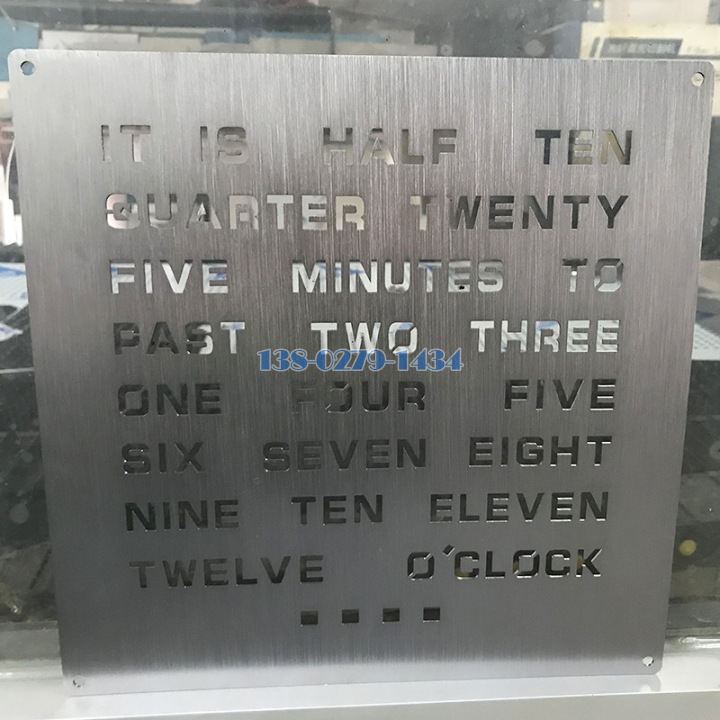 IT IS HALF TEN
QUARTER TWENTY
FIVE MINUTES TO
PAST TWO THREE
138-0279-1434
ONE FOUR FIVE
SIX SEVEN EIGHT
NINE TEN ELEVEN
TWELVE O'CLOCK